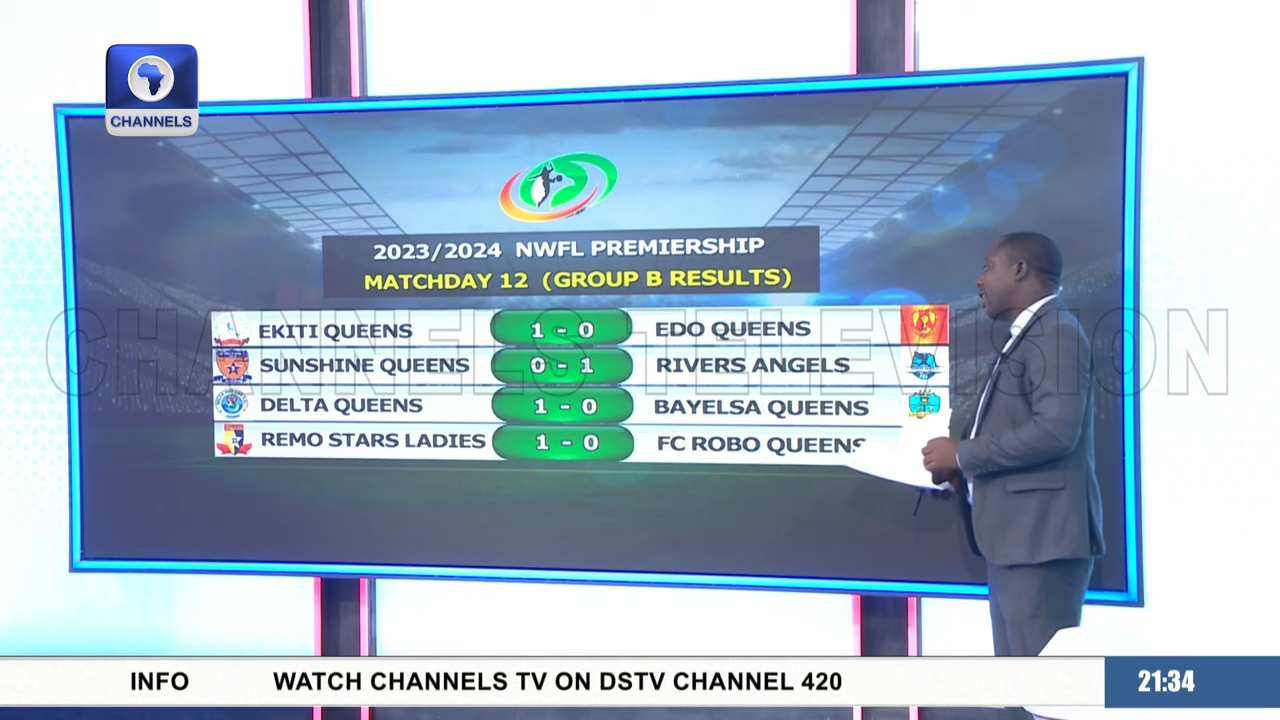 CHANNELS
2023/2024 NWFL PREMIERSHIP
MATCHDAY 12 (GROUP B RESULTS)
EKITI QUEENS 1 - 0 EDO QUEENS
SUNSHINE QUEENS 0 - 1 RIVERS ANGELS
DELTA QUEENS 1 - 0 BAYELSA QUEENS
REMO STARS LADIES 1 - 0 FC ROBO QUEENS
CHANNELS TELEVISION
INFO WATCH CHANNELS TV ON DSTV CHANNEL 420 21:34